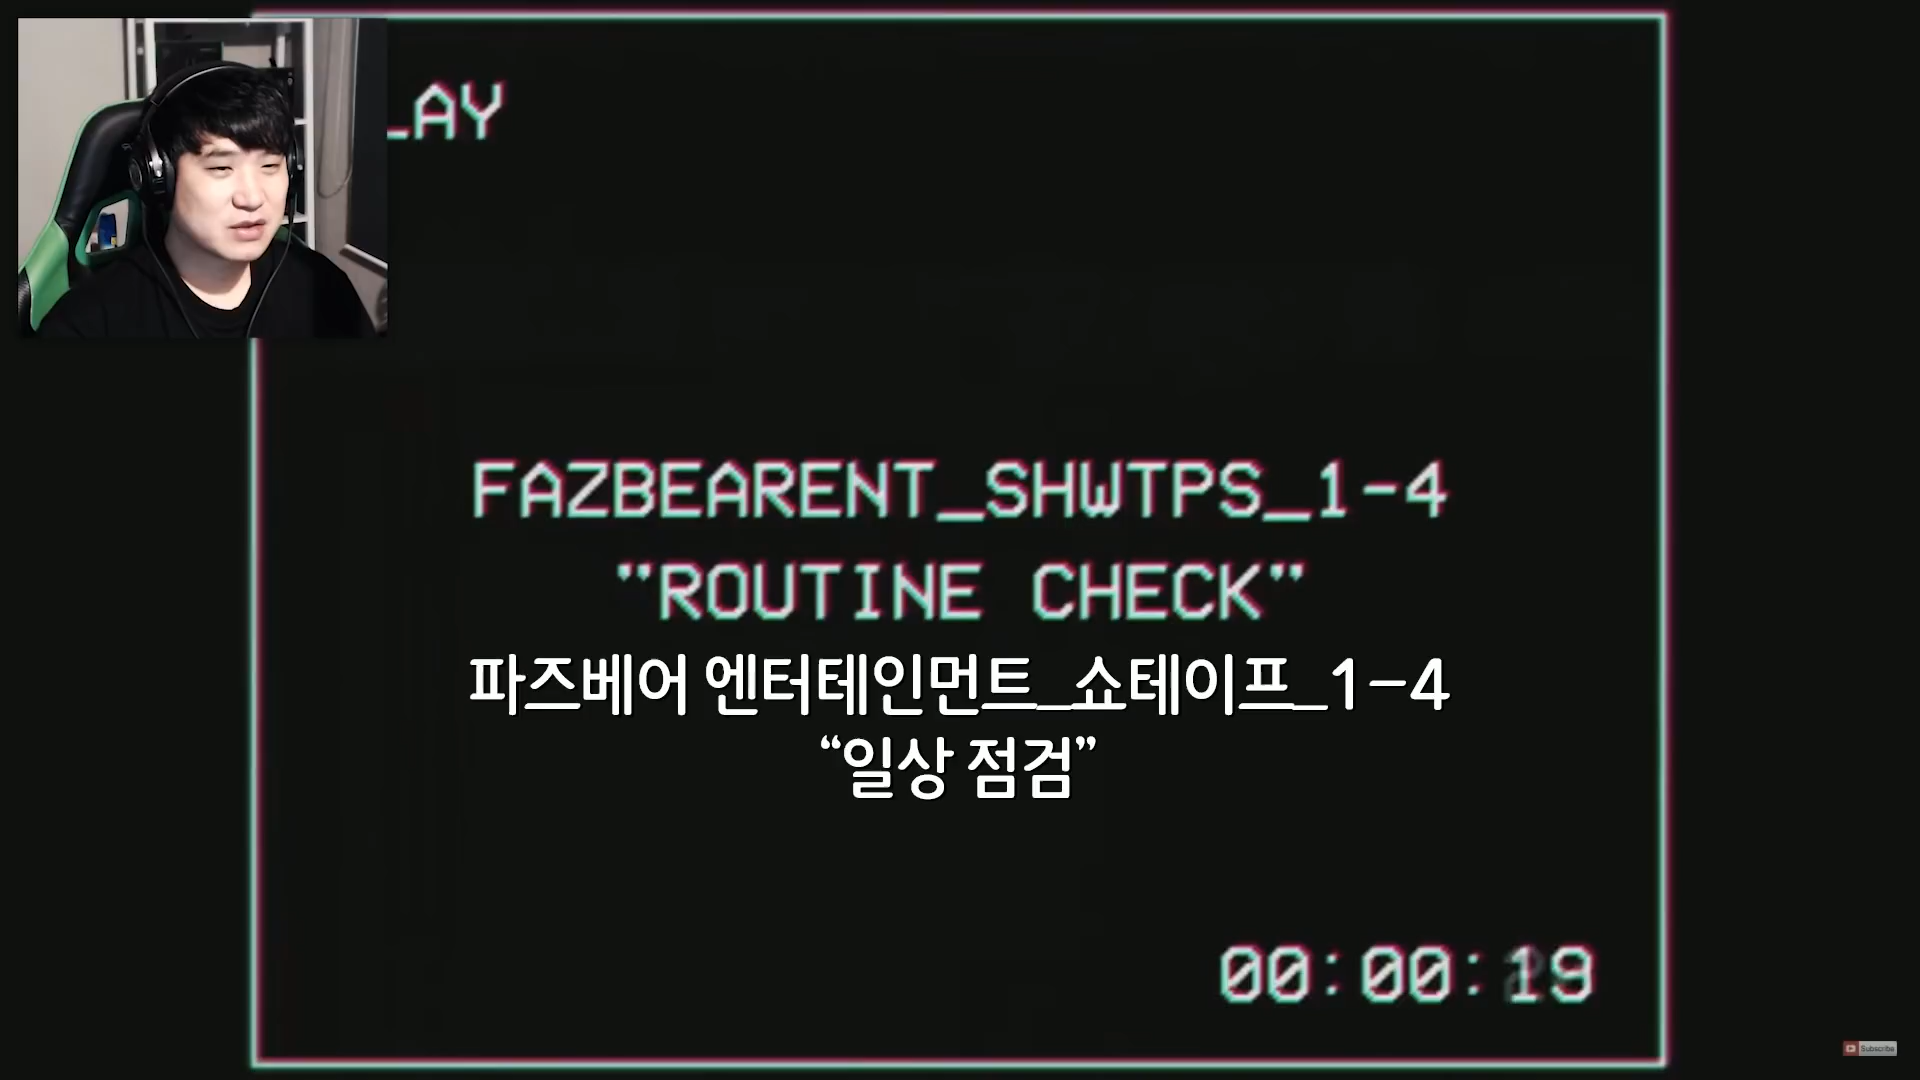 LAY
FAZBEARENT_SHWTPS_1-4
"ROUTINE CHECK"
파즈베어 엔터테인먼트_쇼테이프_1-4
“일상 점검”
00:00:19
Subscribe